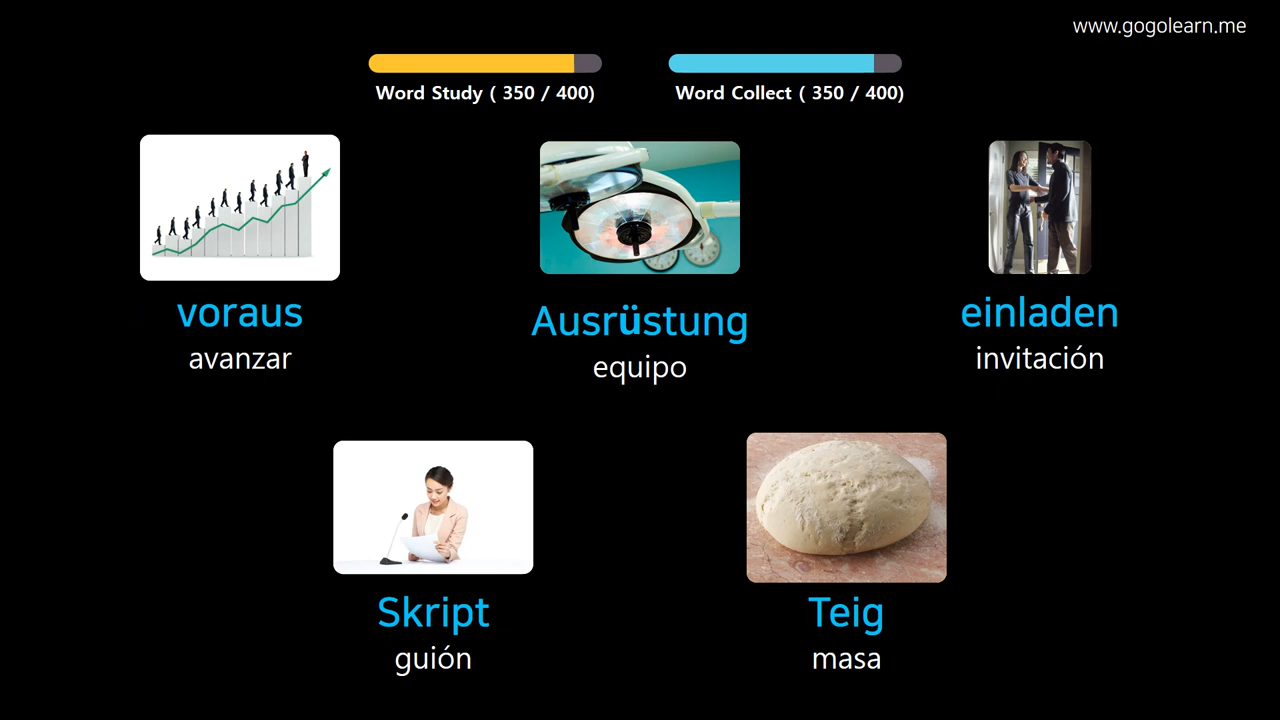 www.gogolearn.me
Word Study ( 350 / 400)
Word Collect ( 350 / 400)
voraus
avanzar
Ausrüstung
equipo
einladen
invitación
Skript
guión
Teig
masa